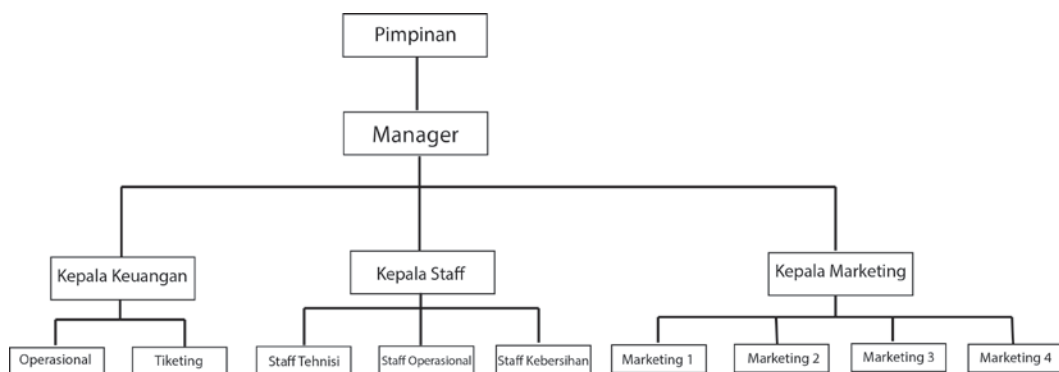 Pimpinan
Manager
Kepala Keuangan
Kepala Staff
Kepala Marketing
Operasional
Tiketing
Staff Tehnisi
Staff Operasional
Staff Kebersihan
Marketing 1
Marketing 2
Marketing 3
Marketing 4